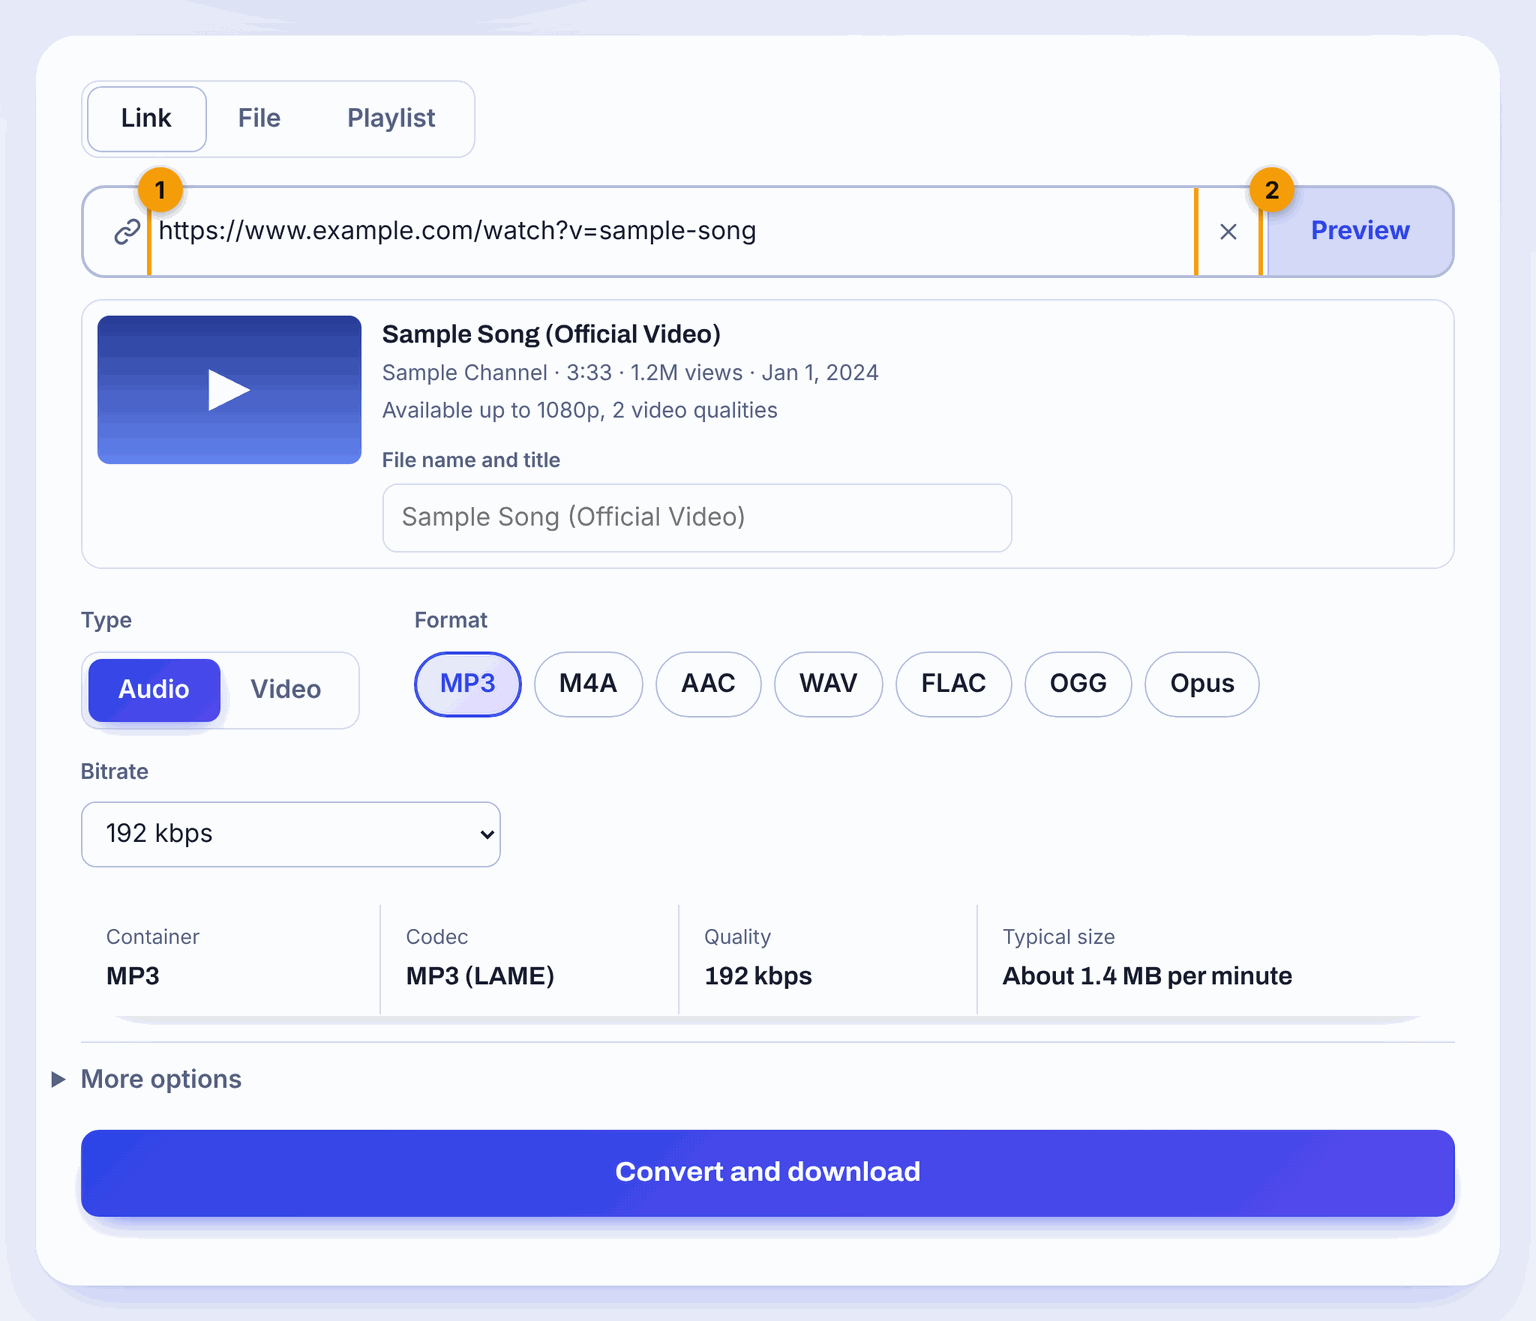 Link File Playlist
1 2
https://www.example.com/watch?v=sample-song Preview
Sample Song (Official Video)
Sample Channel · 3:33 · 1.2M views · Jan 1, 2024
Available up to 1080p, 2 video qualities
File name and title
Sample Song (Official Video)
Type Format
Audio Video MP3 M4A AAC WAV FLAC OGG Opus
Bitrate
192 kbps
Container Codec Quality Typical size
MP3 MP3 (LAME) 192 kbps About 1.4 MB per minute
More options
Convert and download